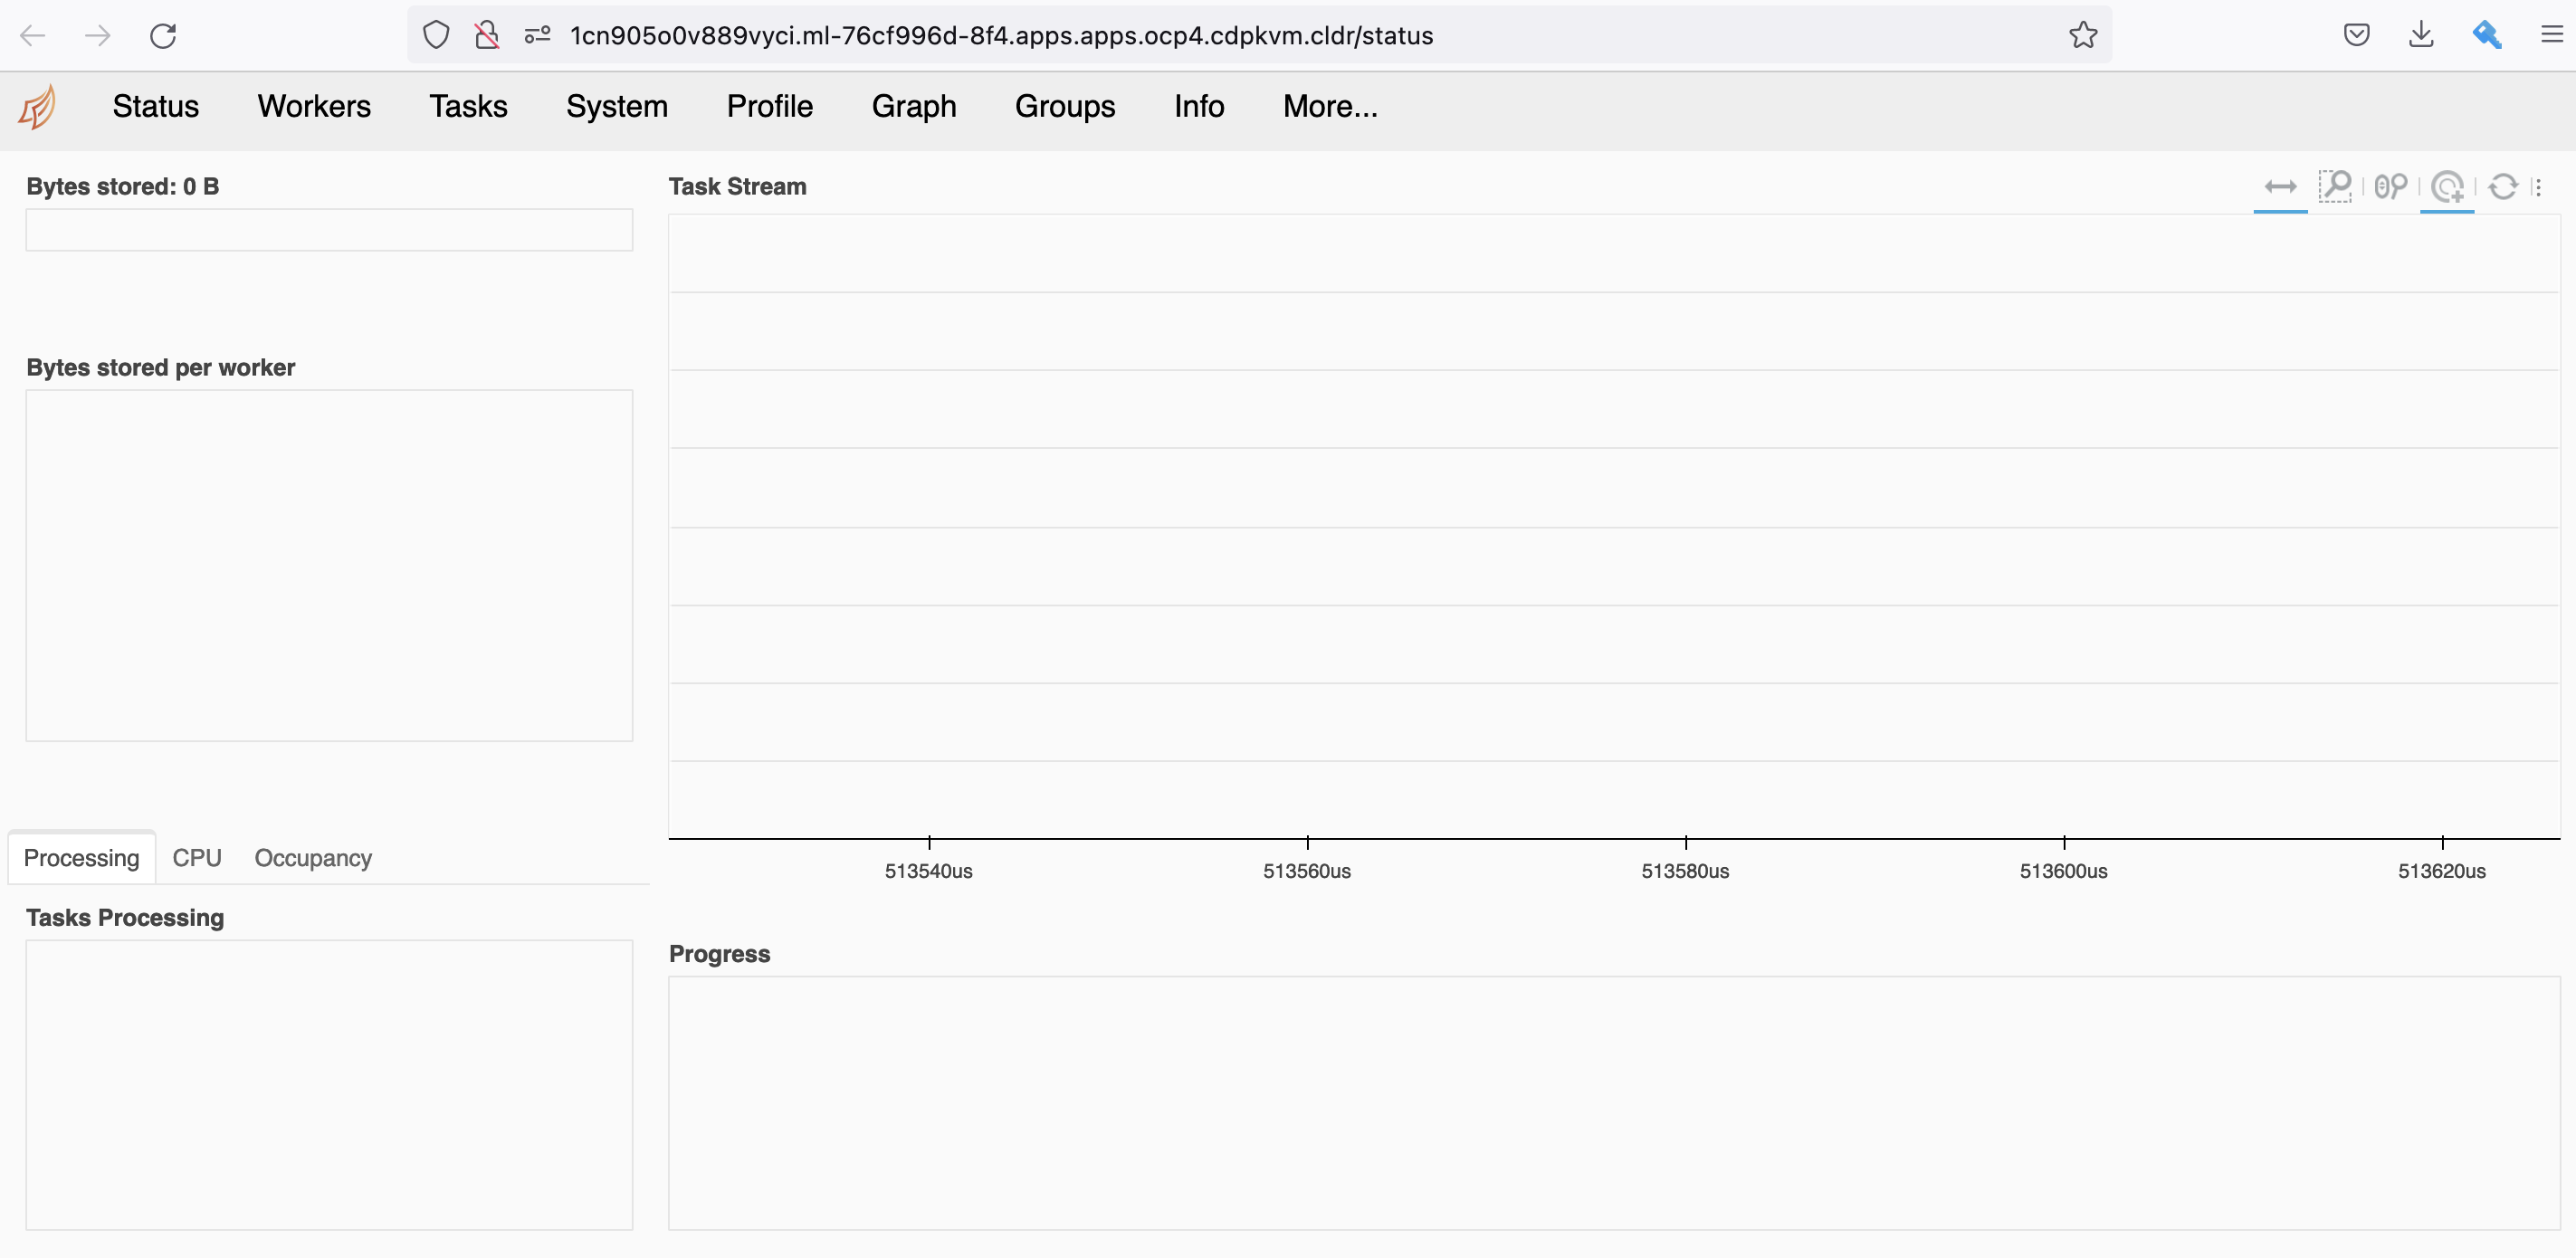 1cn905o0v889vyci.ml-76cf996d-8f4.apps.apps.ocp4.cdpkvm.cldr/status
Status Workers Tasks System Profile Graph Groups Info More...
Bytes stored: 0 B
Bytes stored per worker
Processing CPU Occupancy
Tasks Processing
Task Stream
513540us 513560us 513580us 513600us 513620us
Progress